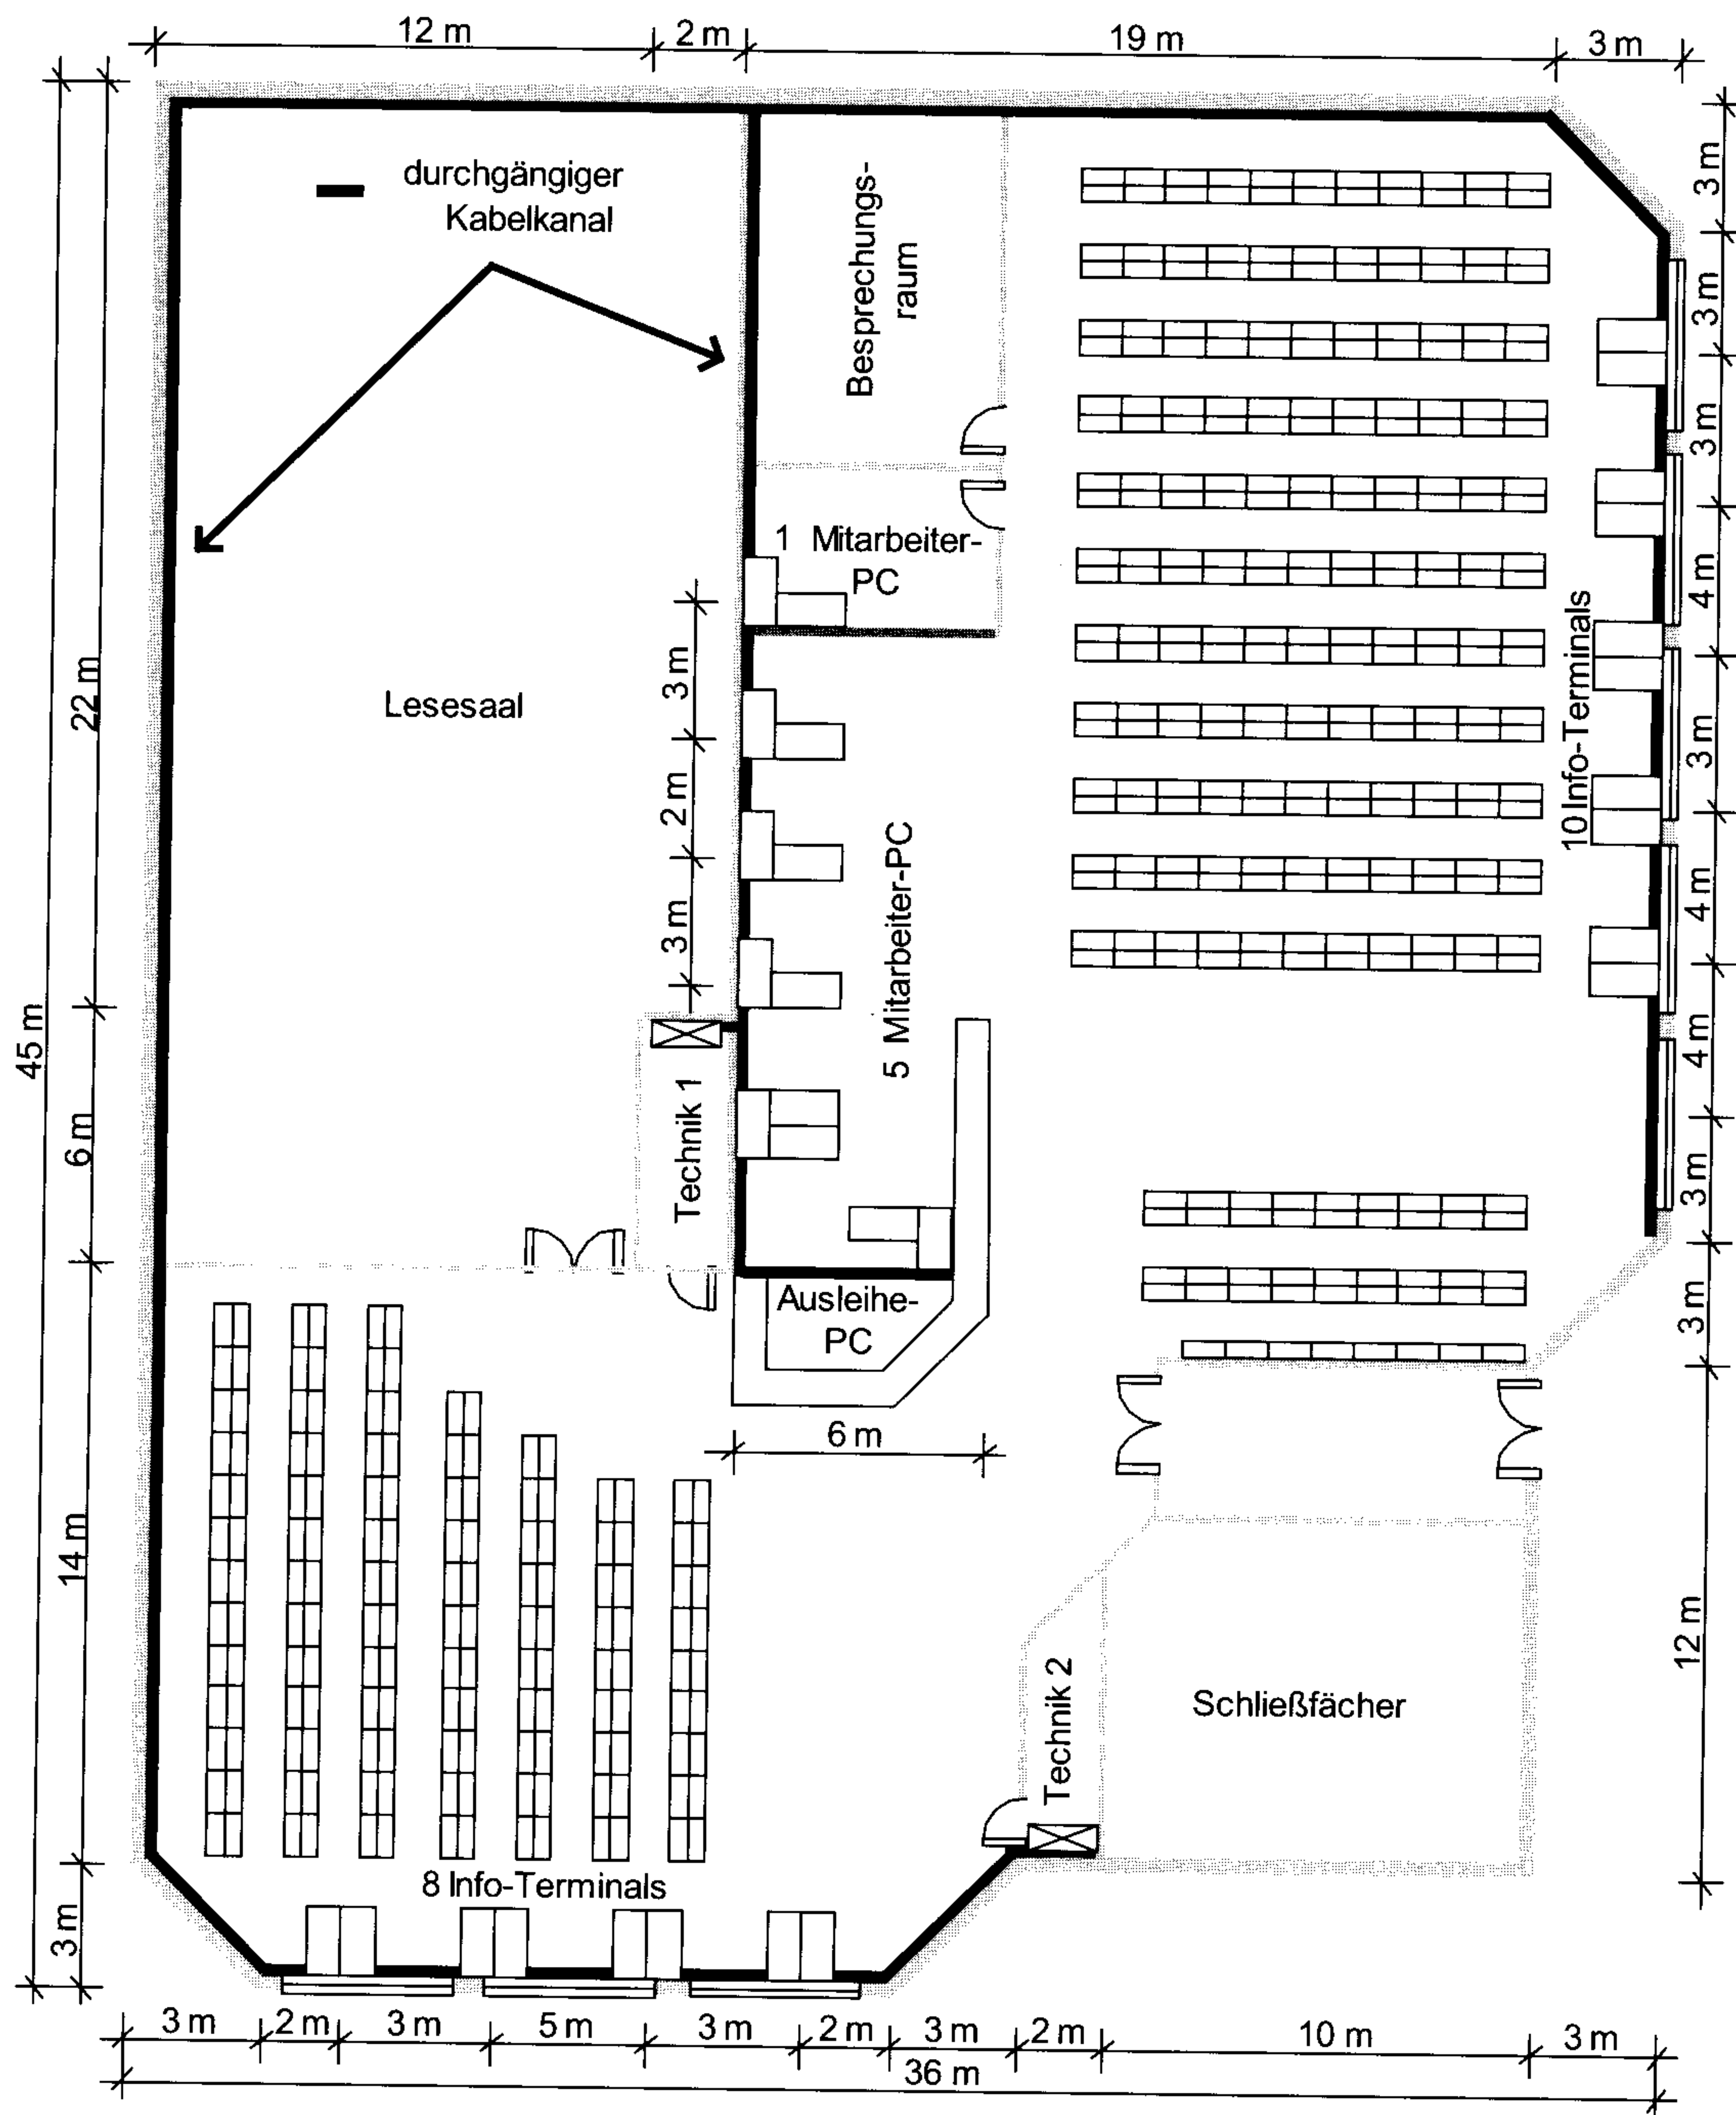 12 m
2 m
19 m
3 m
durchgängiger
Kabelkanal
Besprechungs-
raum
3 m
3 m
3 m
4 m
3 m
4 m
4 m
3 m
3 m
12 m
1 Mitarbeiter-
PC
22 m
45 m
6 m
14 m
3 m
Lesesaal
3 m
2 m
3 m
5 Mitarbeiter-PC
10 Info-Terminals
Technik 1
Ausleihe-
PC
6 m
Technik 2
Schließfächer
8 Info-Terminals
3 m
2 m
3 m
5 m
3 m
2 m
3 m
2 m
10 m
3 m
36 m